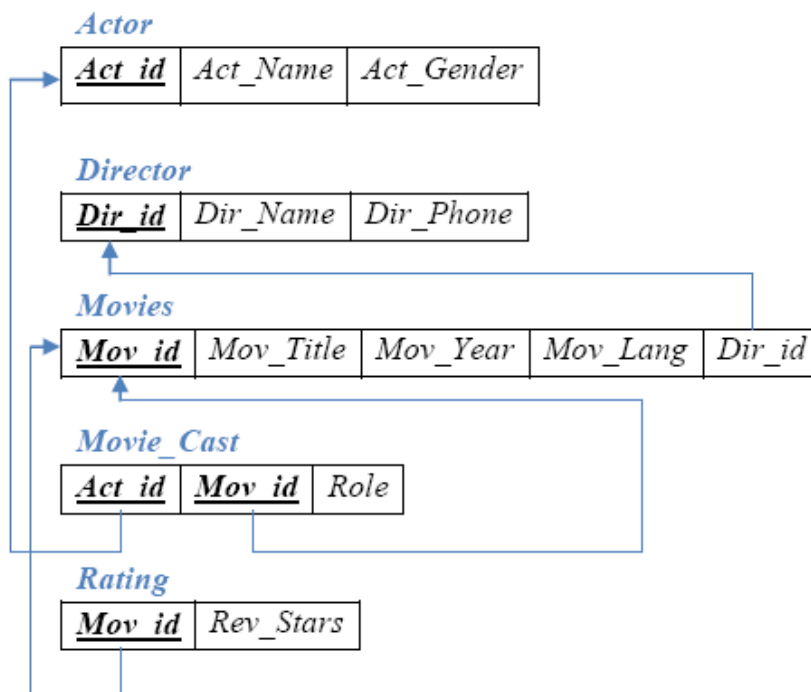 Actor
Act_id Act_Name Act_Gender
Director
Dir_id Dir_Name Dir_Phone
Movies
Mov_id Mov_Title Mov_Year Mov_Lang Dir_id
Movie_Cast
Act_id Mov_id Role
Rating
Mov_id Rev_Stars